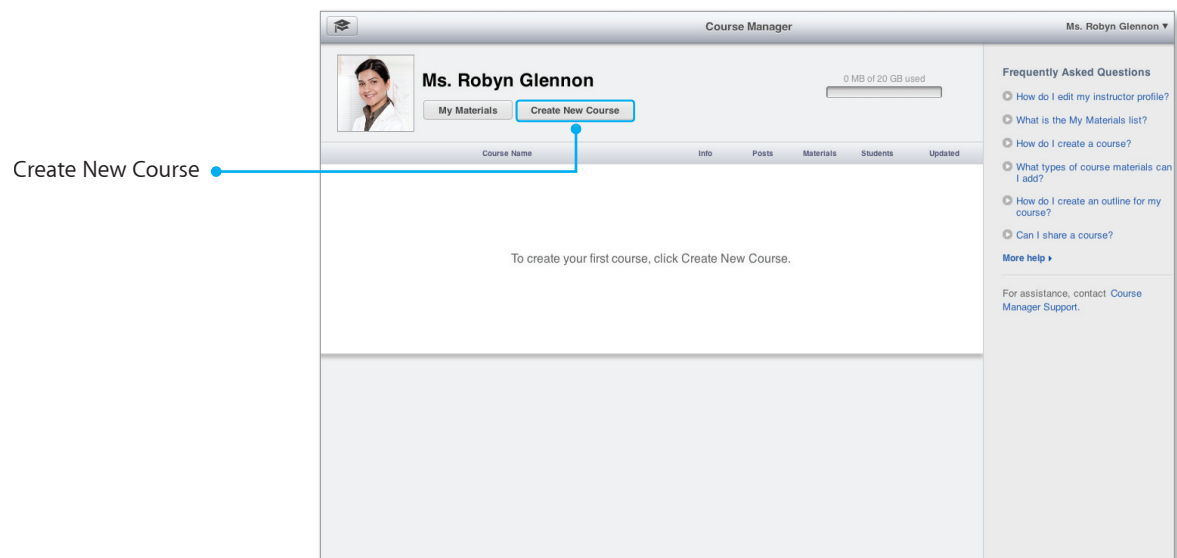 Course Manager
Ms. Robyn Glennon ▼
Ms. Robyn Glennon
0 MB of 20 GB used
My Materials
Create New Course
Create New Course
Course Name
Info
Posts
Materials
Students
Updated
To create your first course, click Create New Course.
Frequently Asked Questions
How do I edit my instructor profile?
What is the My Materials list?
How do I create a course?
What types of course materials can
I add?
How do I create an outline for my
course?
Can I share a course?
More help ▸
For assistance, contact Course
Manager Support.